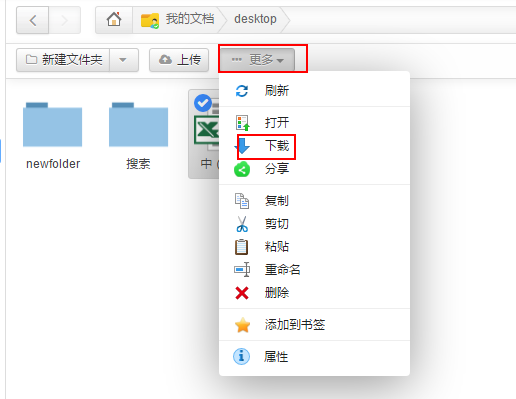 我的文档 desktop
新建文件夹 上传 更多
刷新
打开
下载
分享
复制
剪切
粘贴
重命名
删除
添加到书签
属性
newfolder 搜索 中 (